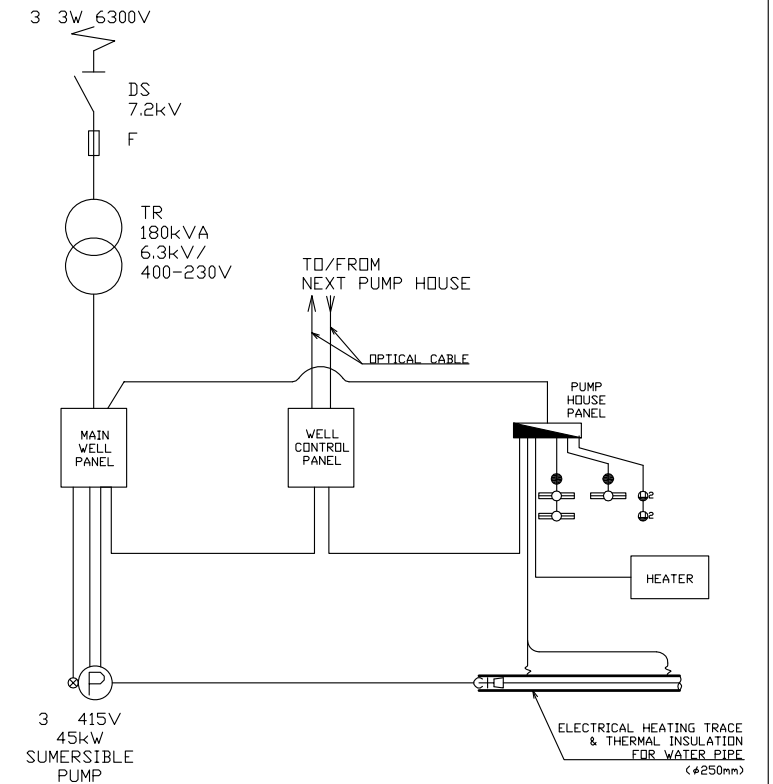 3 3W 6300V
DS
7.2kV
F
TR
180kVA
6.3kV/
400-230V
TO/FROM
NEXT PUMP HOUSE
OPTICAL CABLE
PUMP
HOUSE
PANEL
MAIN
WELL
PANEL
WELL
CONTROL
PANEL
2
2
HEATER
P
3 415V
45kW
SUMERSIBLE
PUMP
ELECTRICAL HEATING TRACE
& THERMAL INSULATION
FOR WATER PIPE
(ϕ250mm)